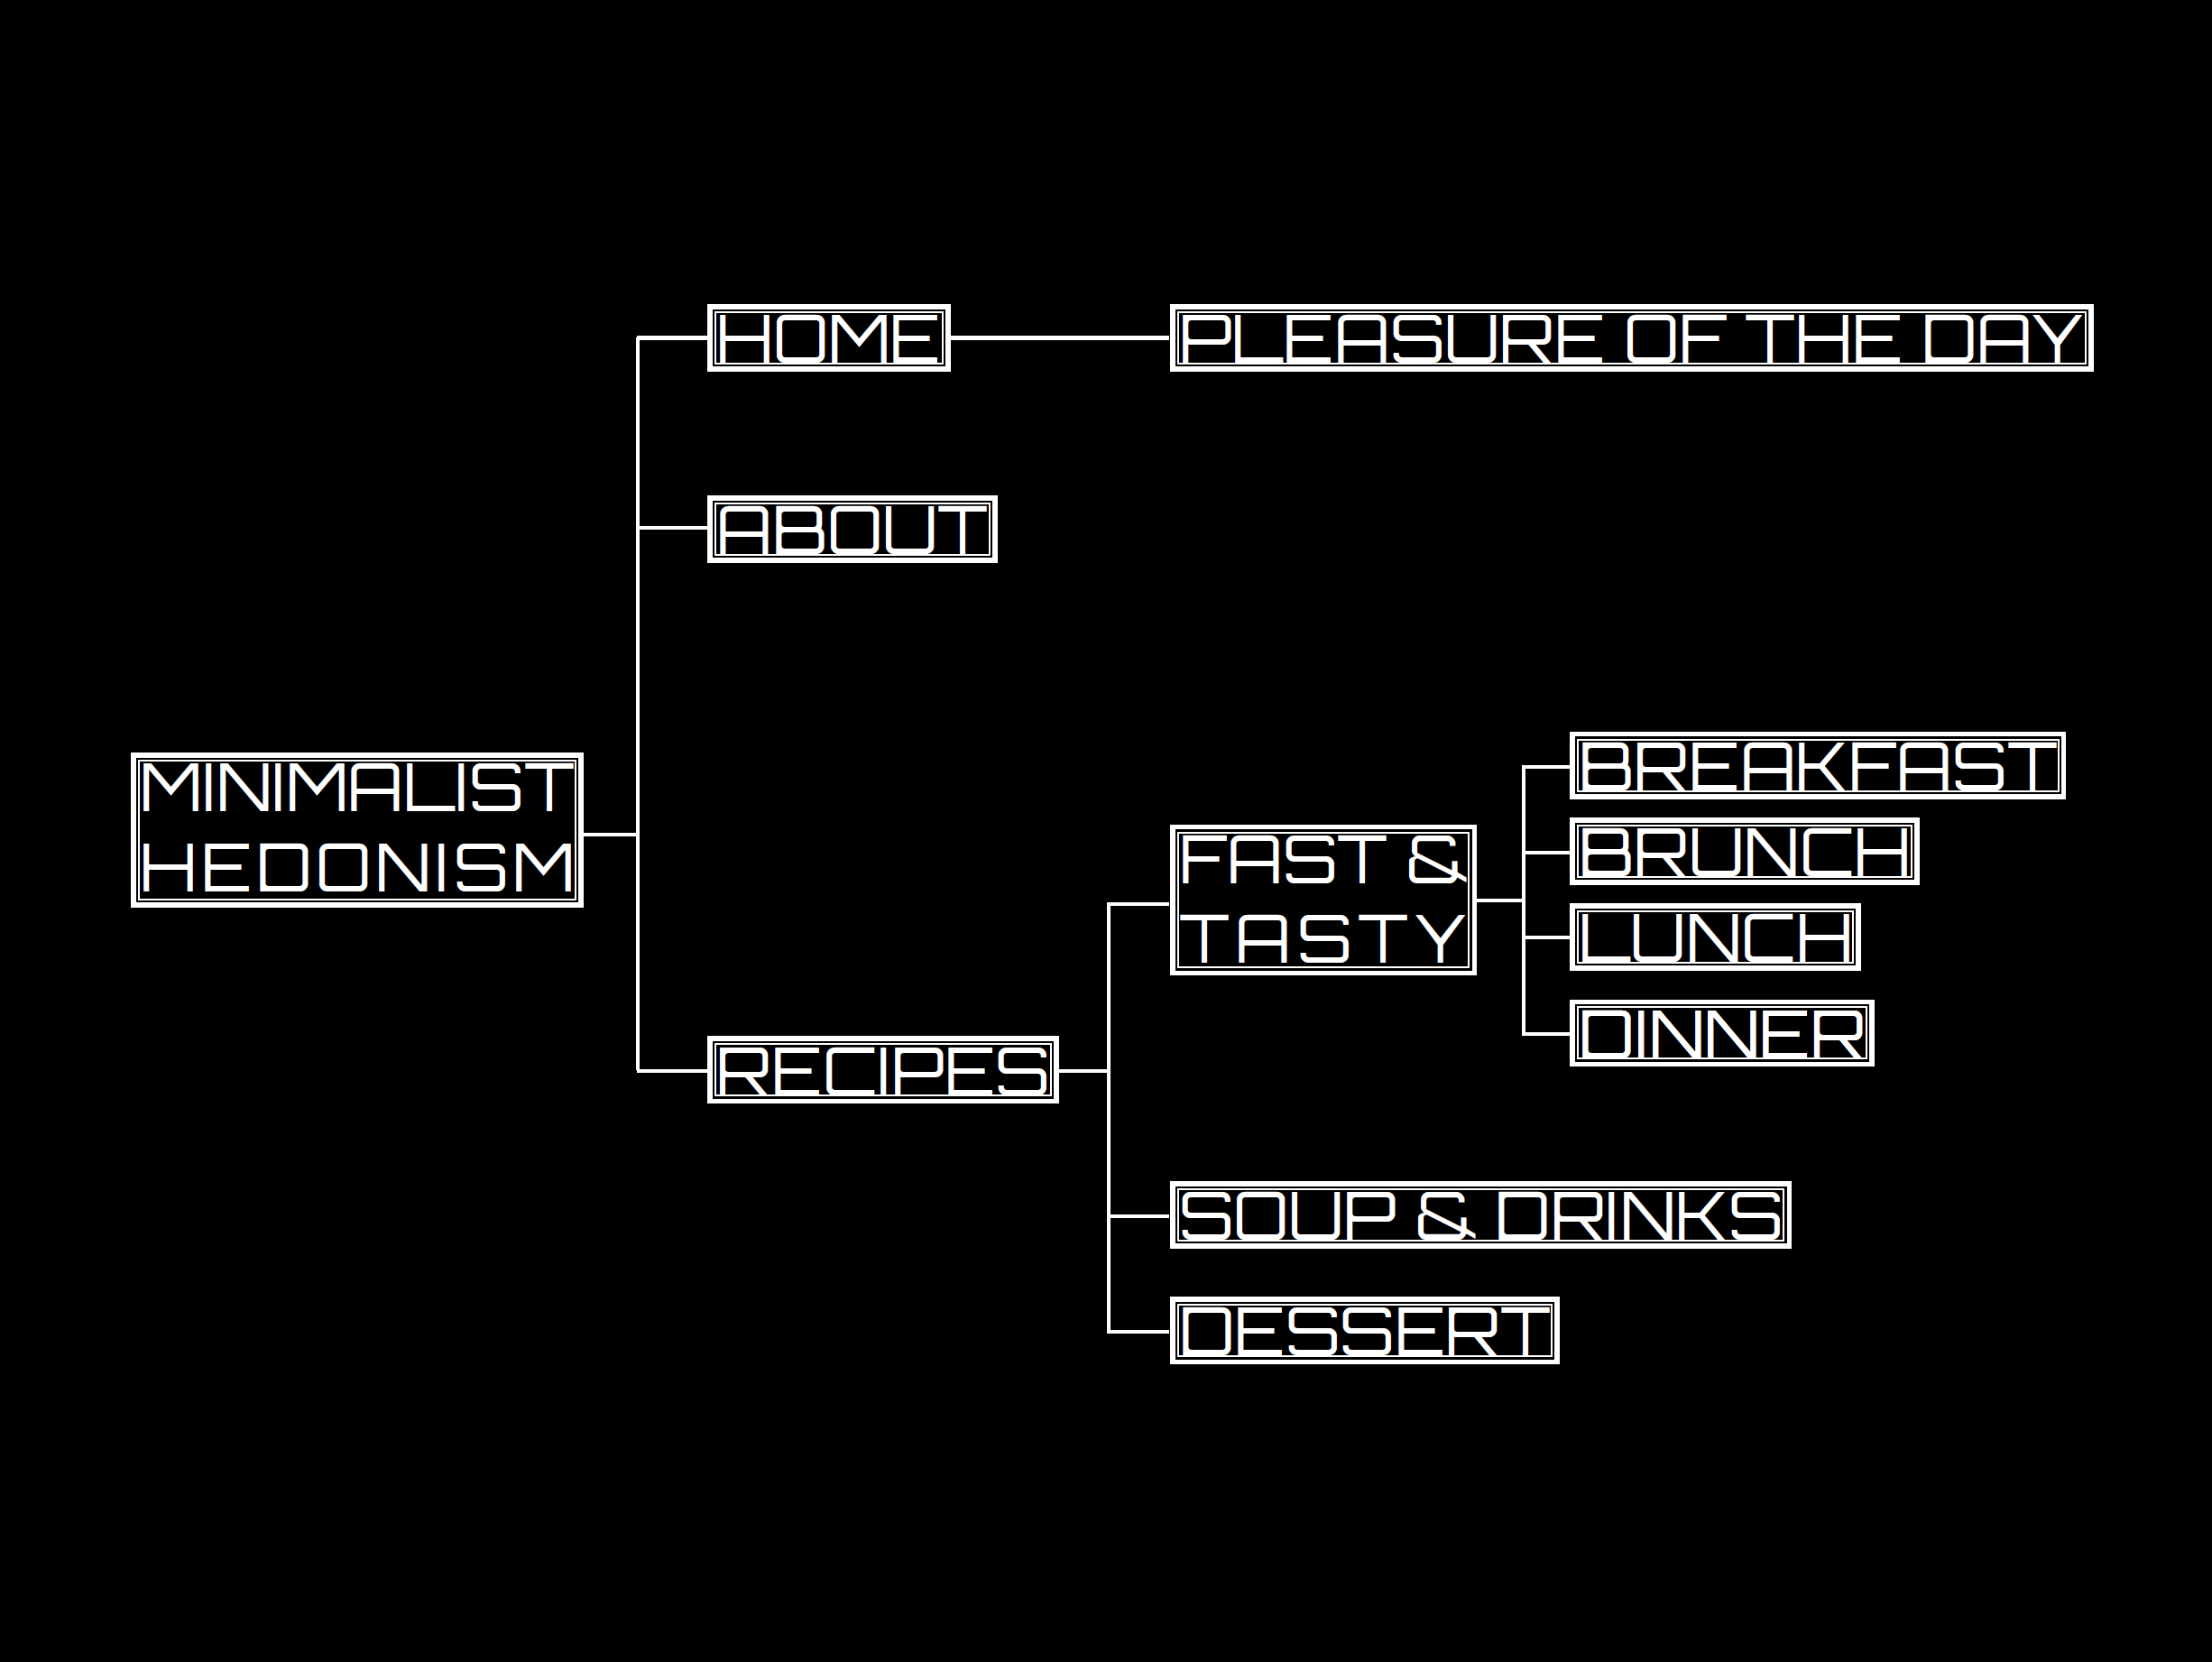 HOME
PLEASURE OF THE DAY
ABOUT
MINIMALIST
HEDONISM
RECIPES
FAST &
TASTY
BREAKFAST
BRUNCH
LUNCH
DINNER
SOUP & DRINKS
DESSERT